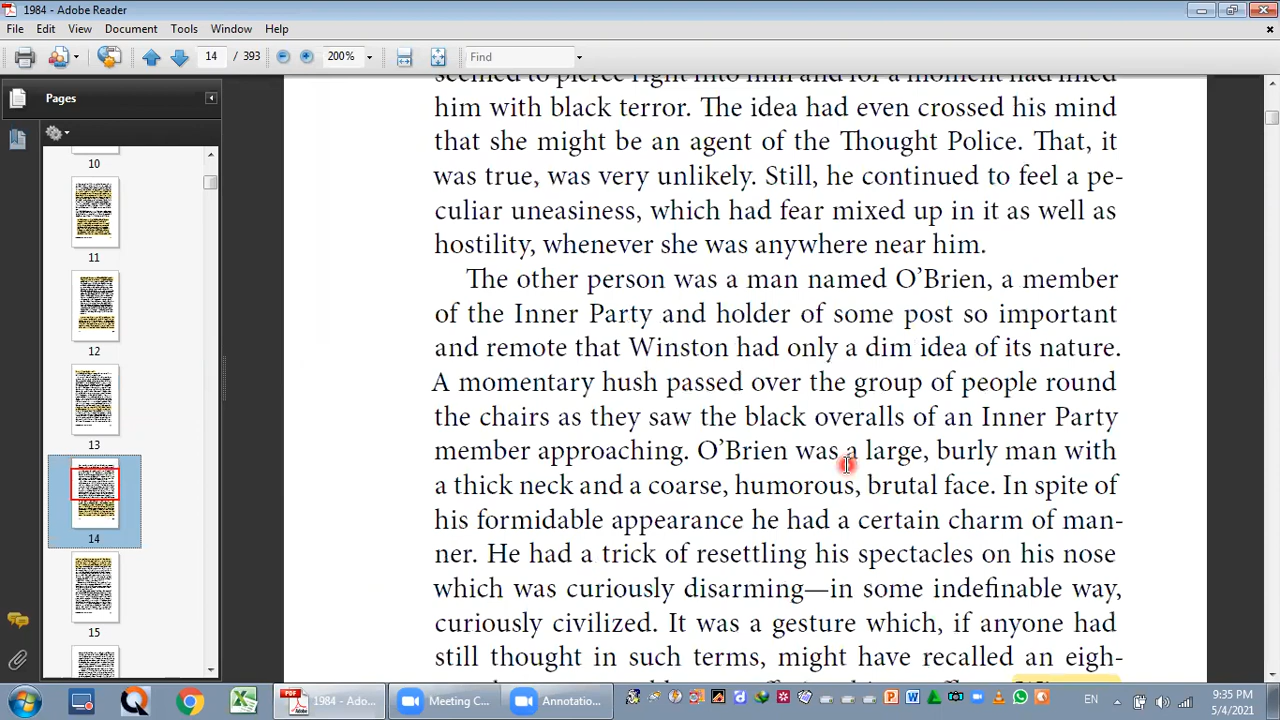 1984 - Adobe Reader
File Edit View Document Tools Window Help
14 / 393 200% Find
Pages
10
11
12
13
14
15
seemed to pierce right into him and for a moment had filled
him with black terror. The idea had even crossed his mind
that she might be an agent of the Thought Police. That, it
was true, was very unlikely. Still, he continued to feel a pe-
culiar uneasiness, which had fear mixed up in it as well as
hostility, whenever she was anywhere near him.
The other person was a man named O’Brien, a member
of the Inner Party and holder of some post so important
and remote that Winston had only a dim idea of its nature.
A momentary hush passed over the group of people round
the chairs as they saw the black overalls of an Inner Party
member approaching. O’Brien was a large, burly man with
a thick neck and a coarse, humorous, brutal face. In spite of
his formidable appearance he had a certain charm of man-
ner. He had a trick of resettling his spectacles on his nose
which was curiously disarming—in some indefinable way,
curiously civilized. It was a gesture which, if anyone had
still thought in such terms, might have recalled an eigh-
1984 - Ado... Meeting C... Annotatio... EN 9:35 PM
5/4/2021